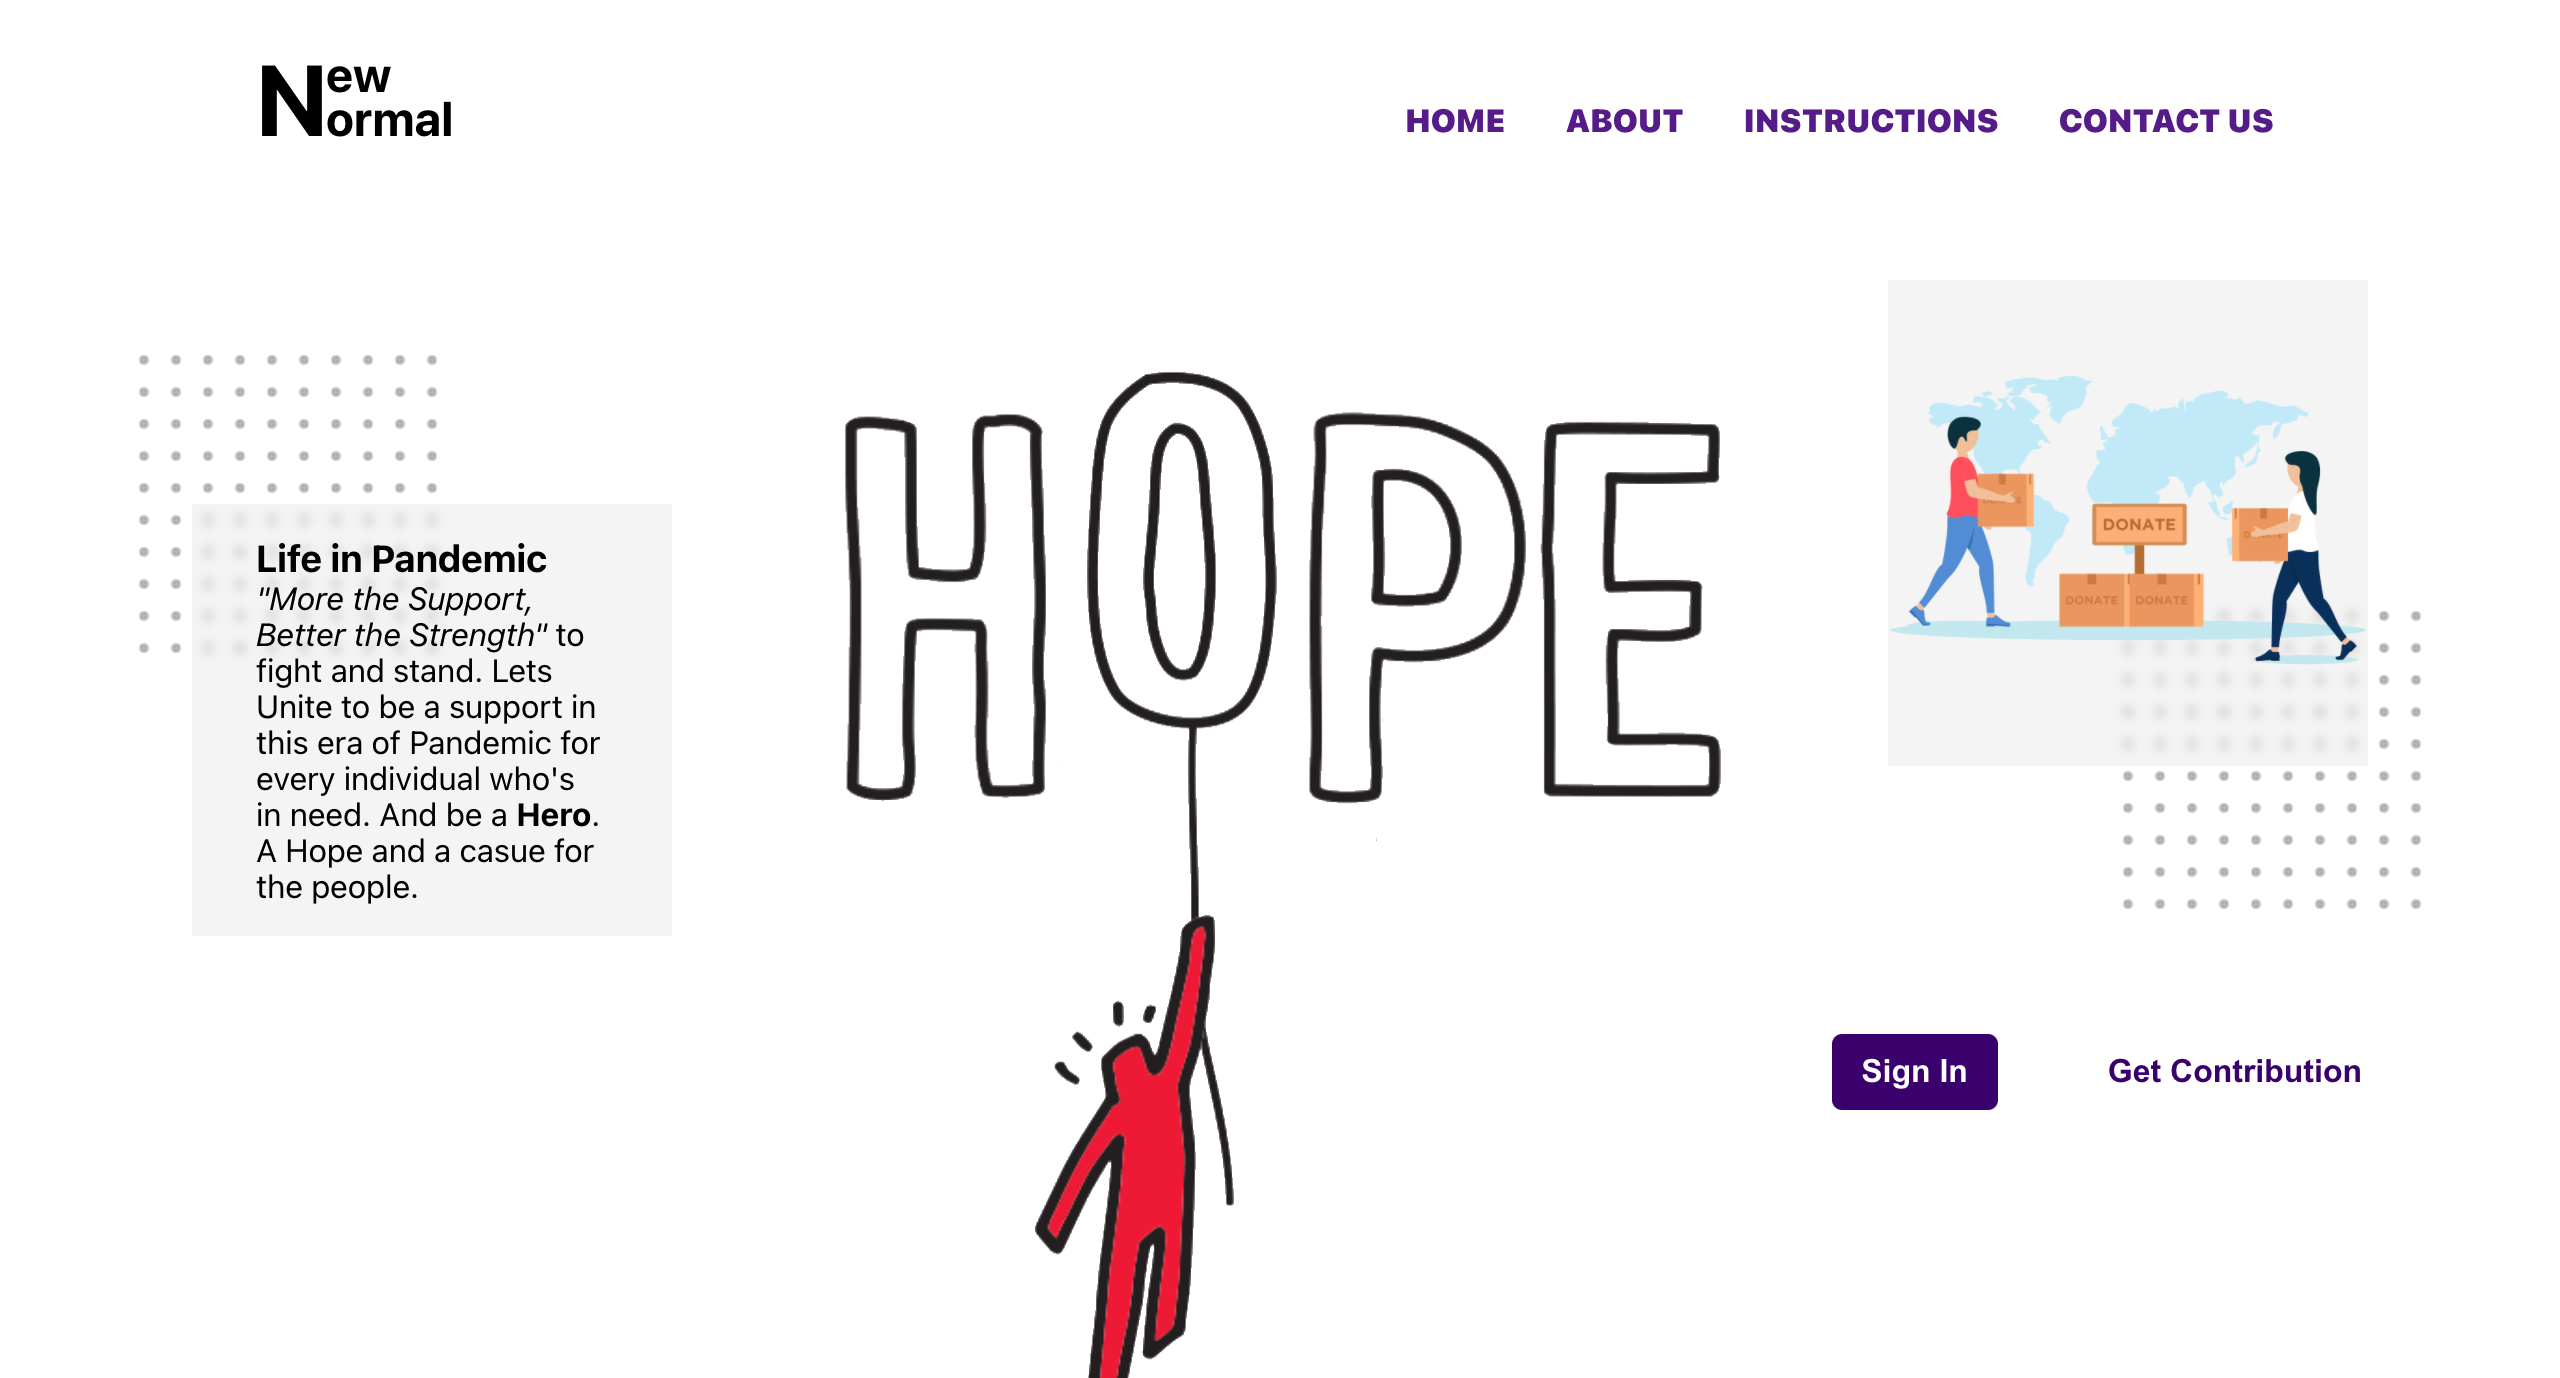 New
Normal
HOME ABOUT INSTRUCTIONS CONTACT US
HOPE
Life in Pandemic
"More the Support,
Better the Strength" to
fight and stand. Lets
Unite to be a support in
this era of Pandemic for
every individual who's
in need. And be a Hero.
A Hope and a casue for
the people.
DONATE
DONATE DONATE
Sign In Get Contribution